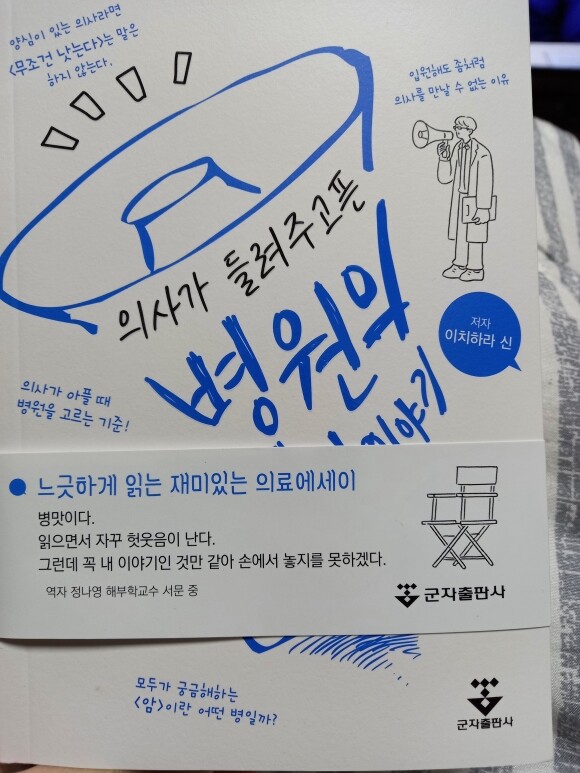 양심이 있는 의사라면
<무조건 낫는다>는 말은
하지 않는다.
입원해도 좀처럼
의사를 만날 수 없는 이유
의사가 들려주고픈
병원의
이야기
저자
이치하라 신
의사가 아플 때
병원을 고르는 기준!
느긋하게 읽는 재미있는 의료에세이
병맛이다.
읽으면서 자꾸 헛웃음이 난다.
그런데 꼭 내 이야기인 것만 같아 손에서 놓지를 못하겠다.
역자 정나영 해부학교수 서문 중
군자출판사
모두가 궁금해하는
<암>이란 어떤 병일까?
군자출판사